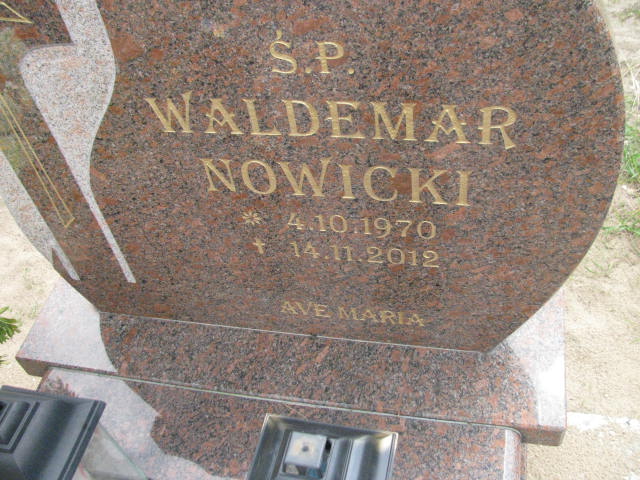 Ś.P.
WALDEMAR
NOWICKI
* 4.10.1970
✝ 14.11.2012
AVE MARIA